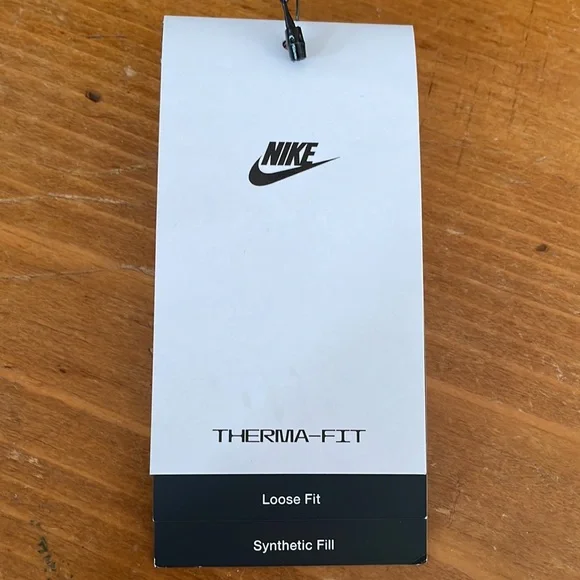 NIKE
THERMA-FIT
Loose Fit
Synthetic Fill